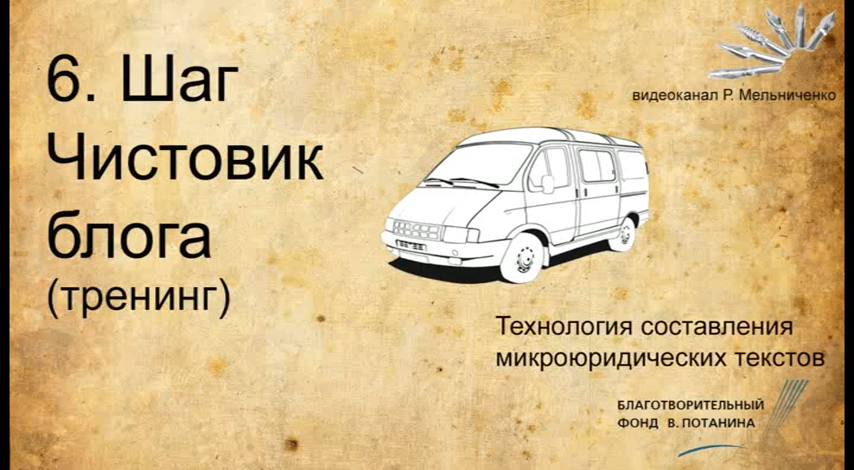 6. Шаг
Чистовик
блога
(тренинг)
видеоканал Р. Мельниченко
Технология составления
микроюридических текстов
БЛАГОТВОРИТЕЛЬНЫЙ
ФОНД В. ПОТАНИНА